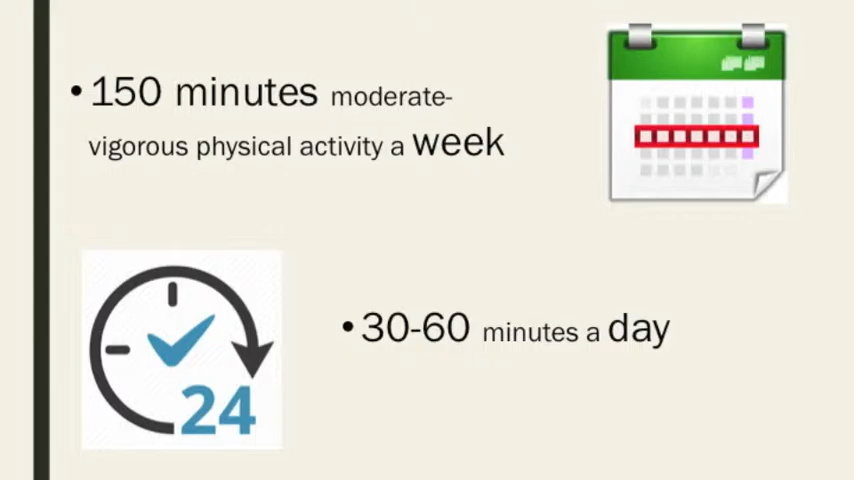 • 150 minutes moderate-
vigorous physical activity a week
24
• 30-60 minutes a day